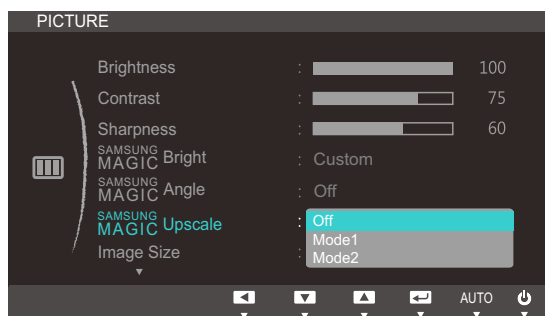 PICTURE
Brightness : 100
Contrast : 75
Sharpness : 60
SAMSUNG MAGIC Bright : Custom
SAMSUNG MAGIC Angle : Off
SAMSUNG MAGIC Upscale : Off
Mode1
Image Size : Mode2
AUTO